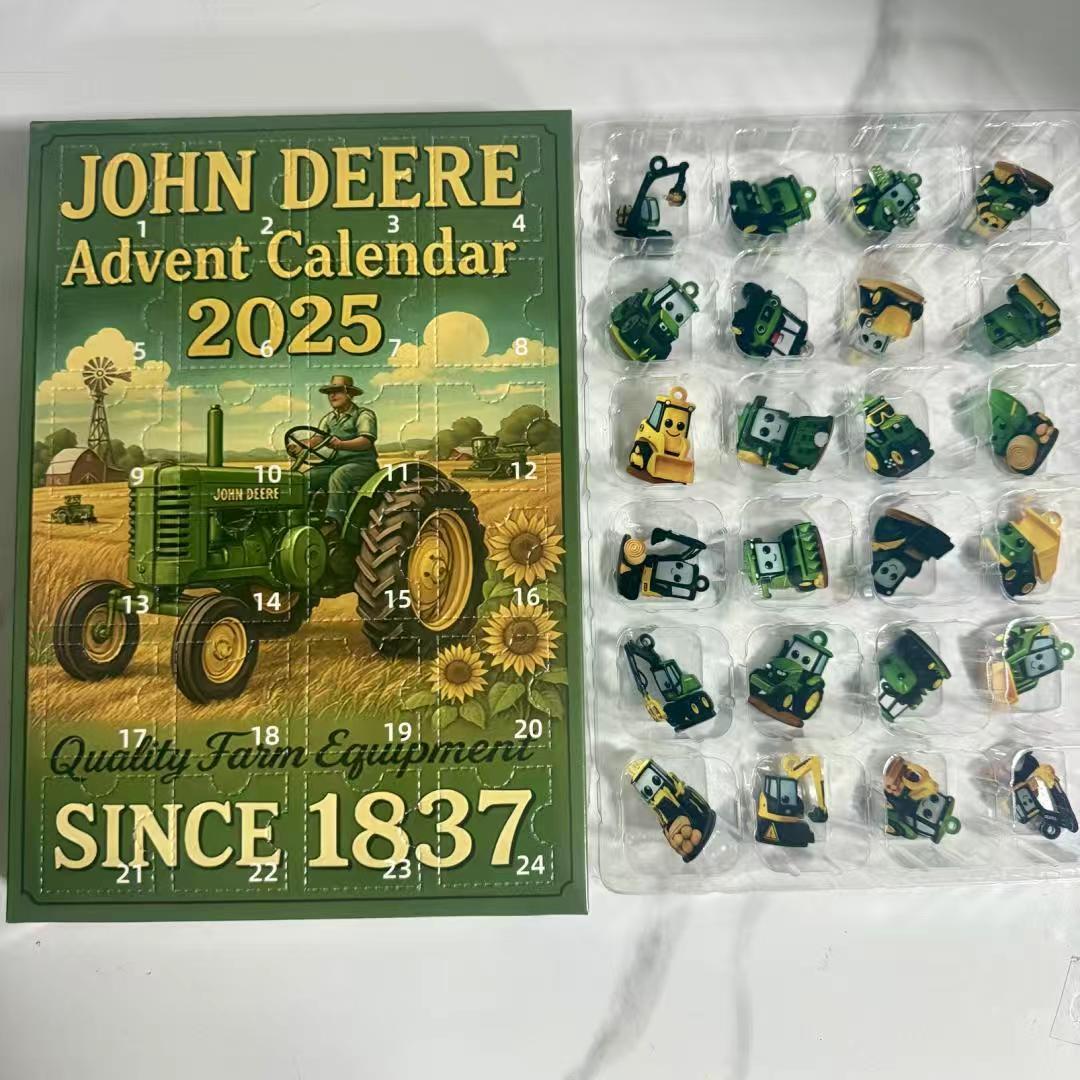 JOHN DEERE
1 2 3 4
Advent Calendar
2025
5 6 7 8
9 10 11 12
JOHN DEERE
13 14 15 16
17 18 19 20
Quality Farm Equipment
SINCE 1837
21 22 23 24